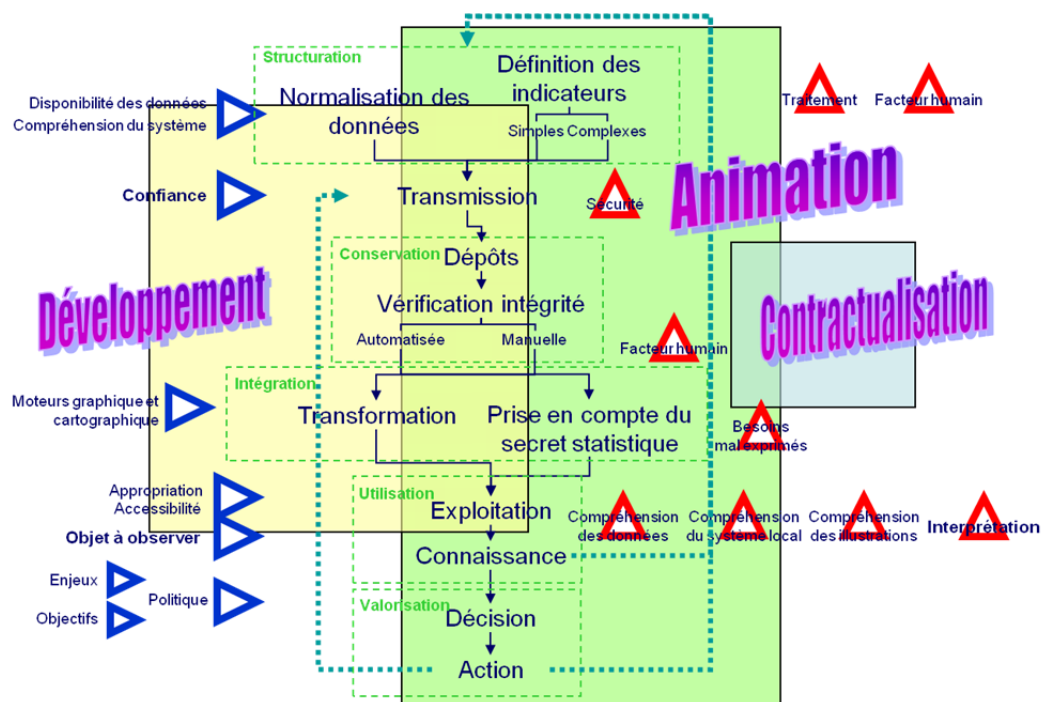 Structuration
Définition des
indicateurs
Normalisation des
données
Simples Complexes
Disponibilité des données
Compréhension du système
Traitement
Facteur humain
Animation
Confiance
Transmission
Sécurité
Conservation
Dépôts
Vérification intégrité
Automatisée
Manuelle
Développement
Contractualisation
Facteur humain
Intégration
Moteurs graphique et
cartographique
Transformation
Prise en compte du
secret statistique
Besoins
mal exprimés
Utilisation
Appropriation
Accessibilité
Exploitation
Objet à observer
Compréhension
des données
Compréhension
du système local
Compréhension
des illustrations
Interprétation
Connaissance
Enjeux
Politique
Objectifs
Valorisation
Décision
Action